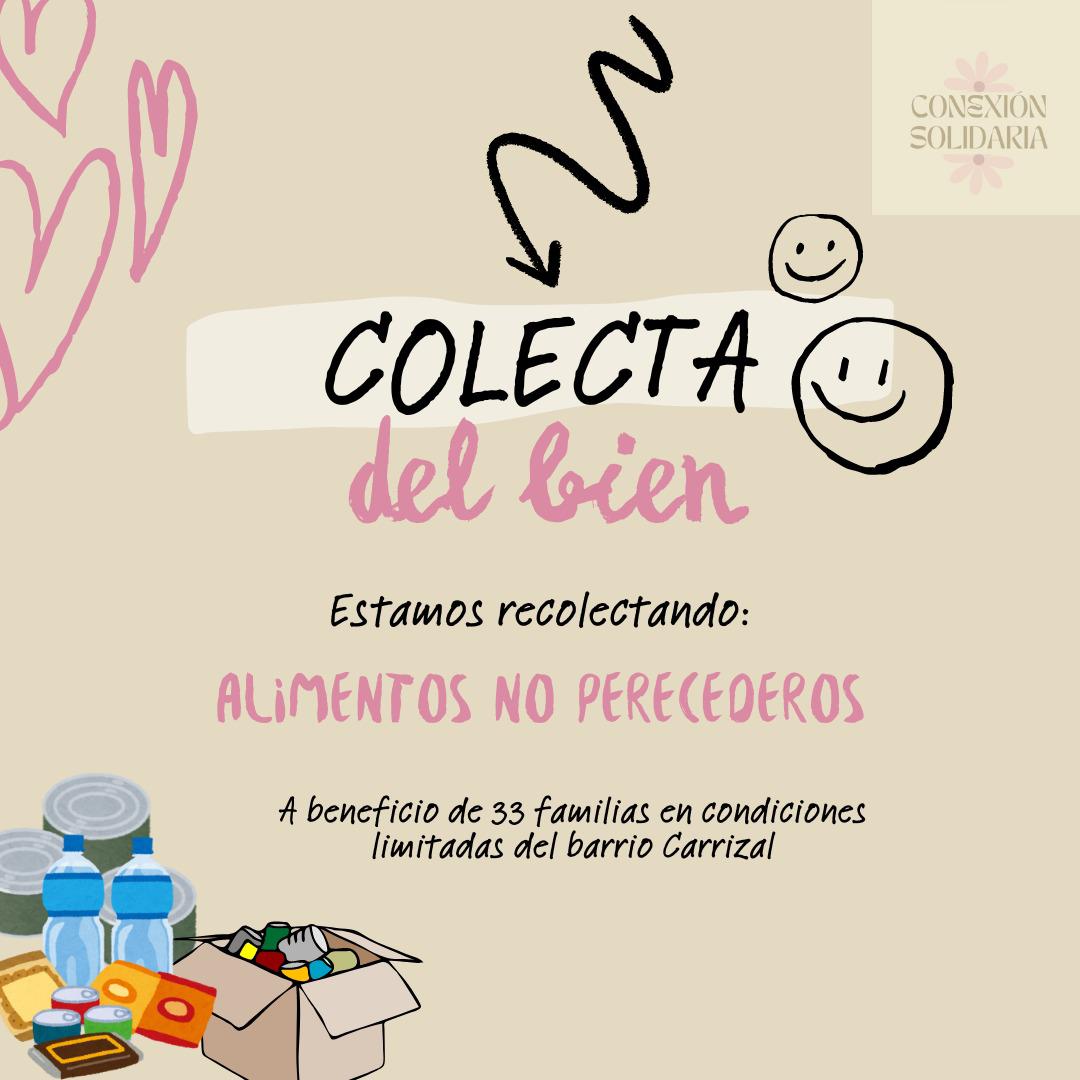 CONEXIÓN
SOLIDARIA
COLECTA
del bien
Estamos recolectando:
ALiMENTOS NO PERECEDEROS
A beneficio de 33 familias en condiciones
limitadas del barrio Carrizal